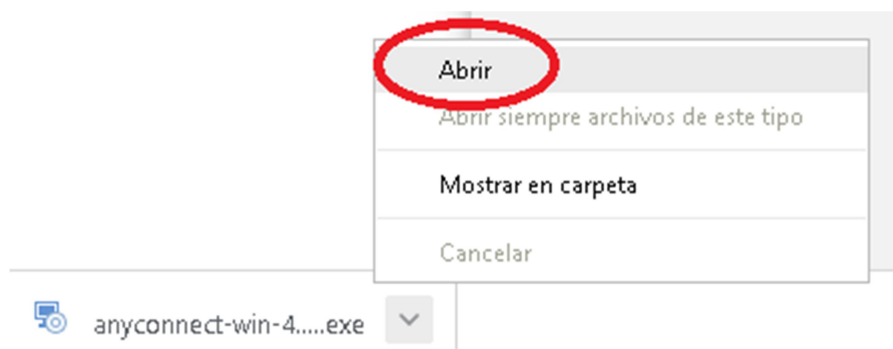 Abrir
Abrir siempre archivos de este tipo
Mostrar en carpeta
Cancelar
anyconnect-win-4.....exe